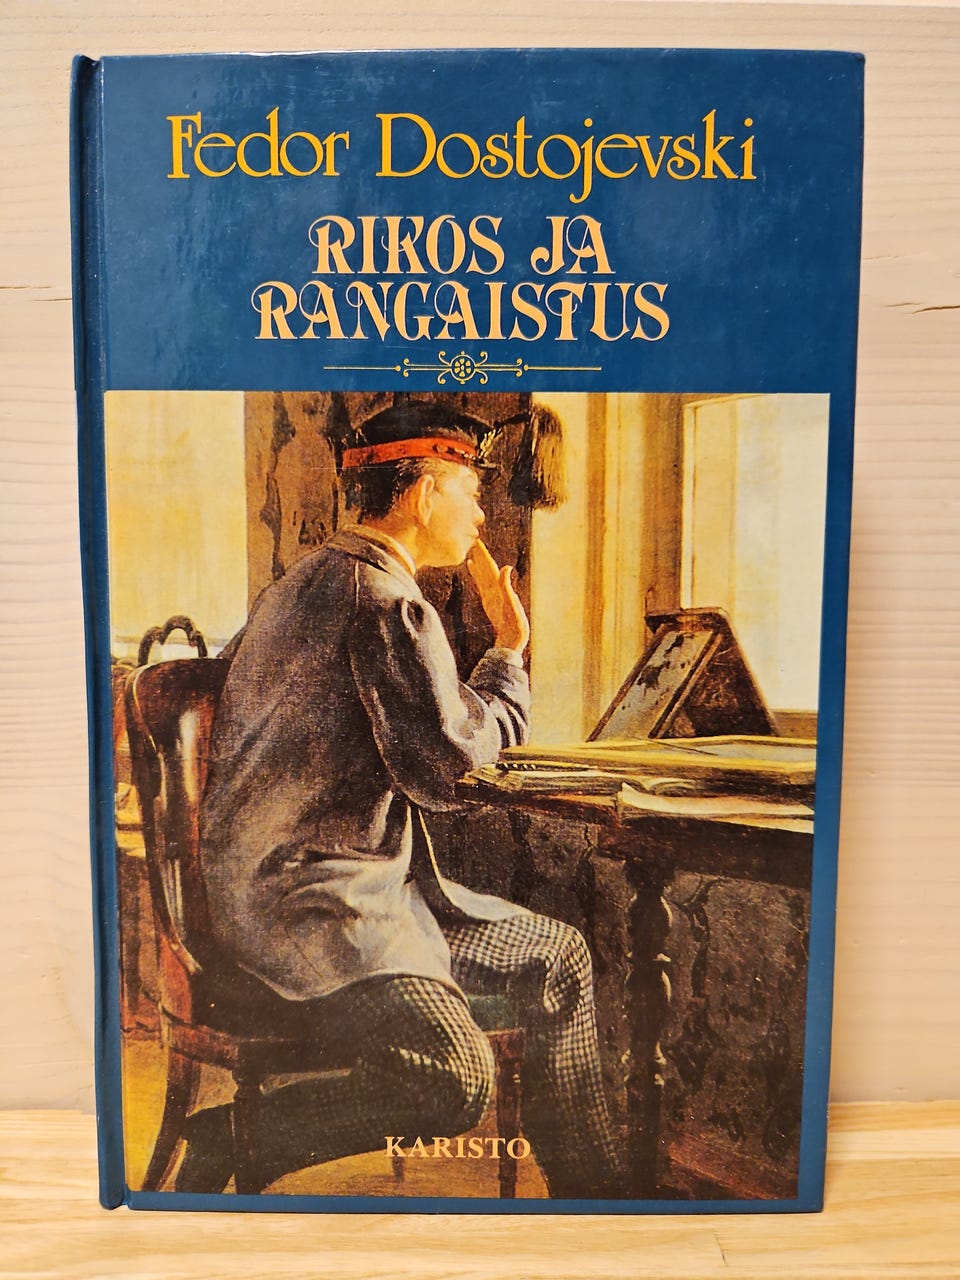 Fedor Dostojevski
RIKOS JA
RANGAISTUS
KARISTO